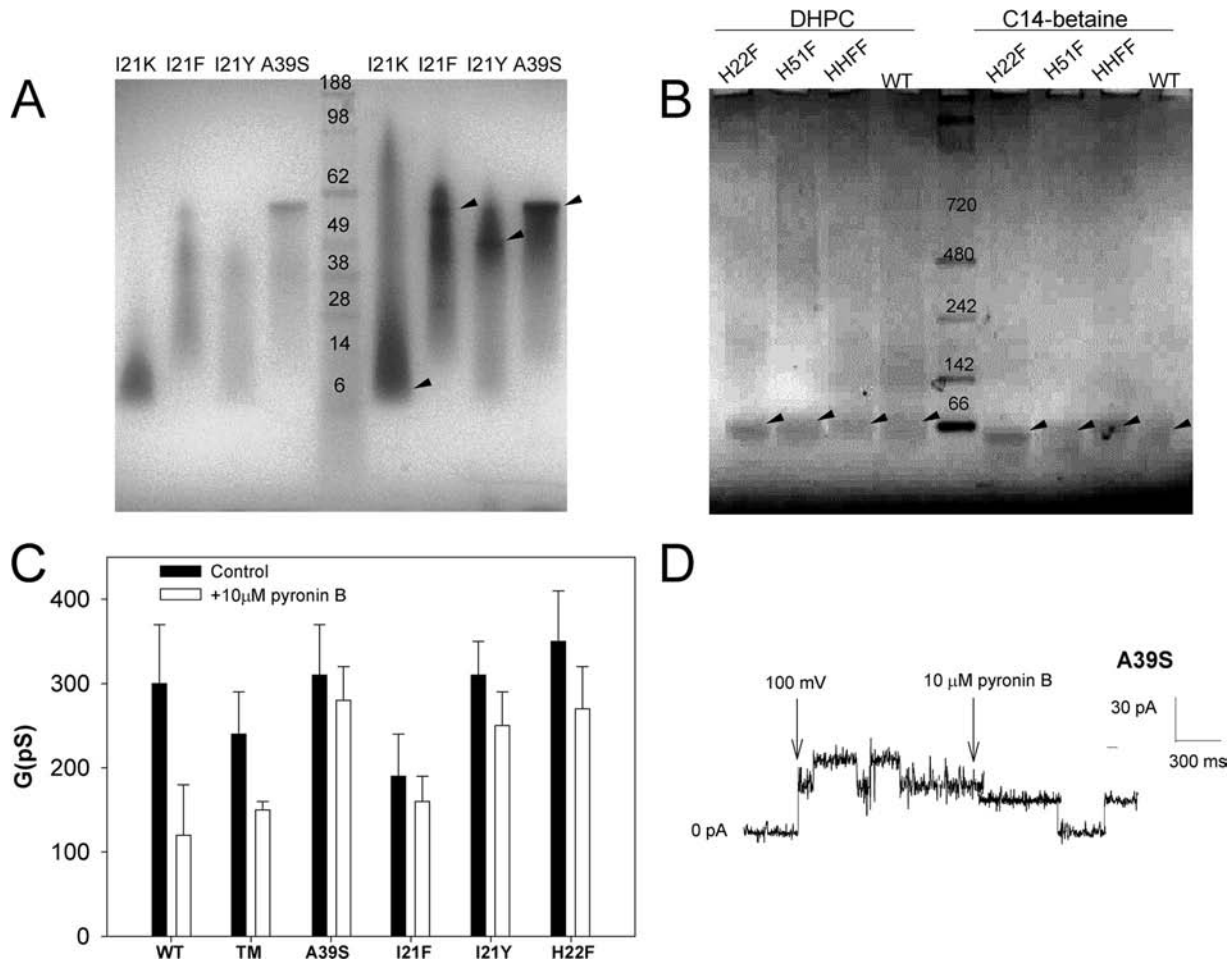 A
I21K I21F I21Y A39S I21K I21F I21Y A39S
188
98
62
49
38
28
14
6
B
DHPC C14-betaine
H22F H51F HHFF WT H22F H51F HHFF WT
720
480
242
142
66
C
Control
+10μM pyronin B
G(pS)
400
300
200
100
0
WT TM A39S I21F I21Y H22F
D
A39S
100 mV 10 μM pyronin B
30 pA
300 ms
0 pA